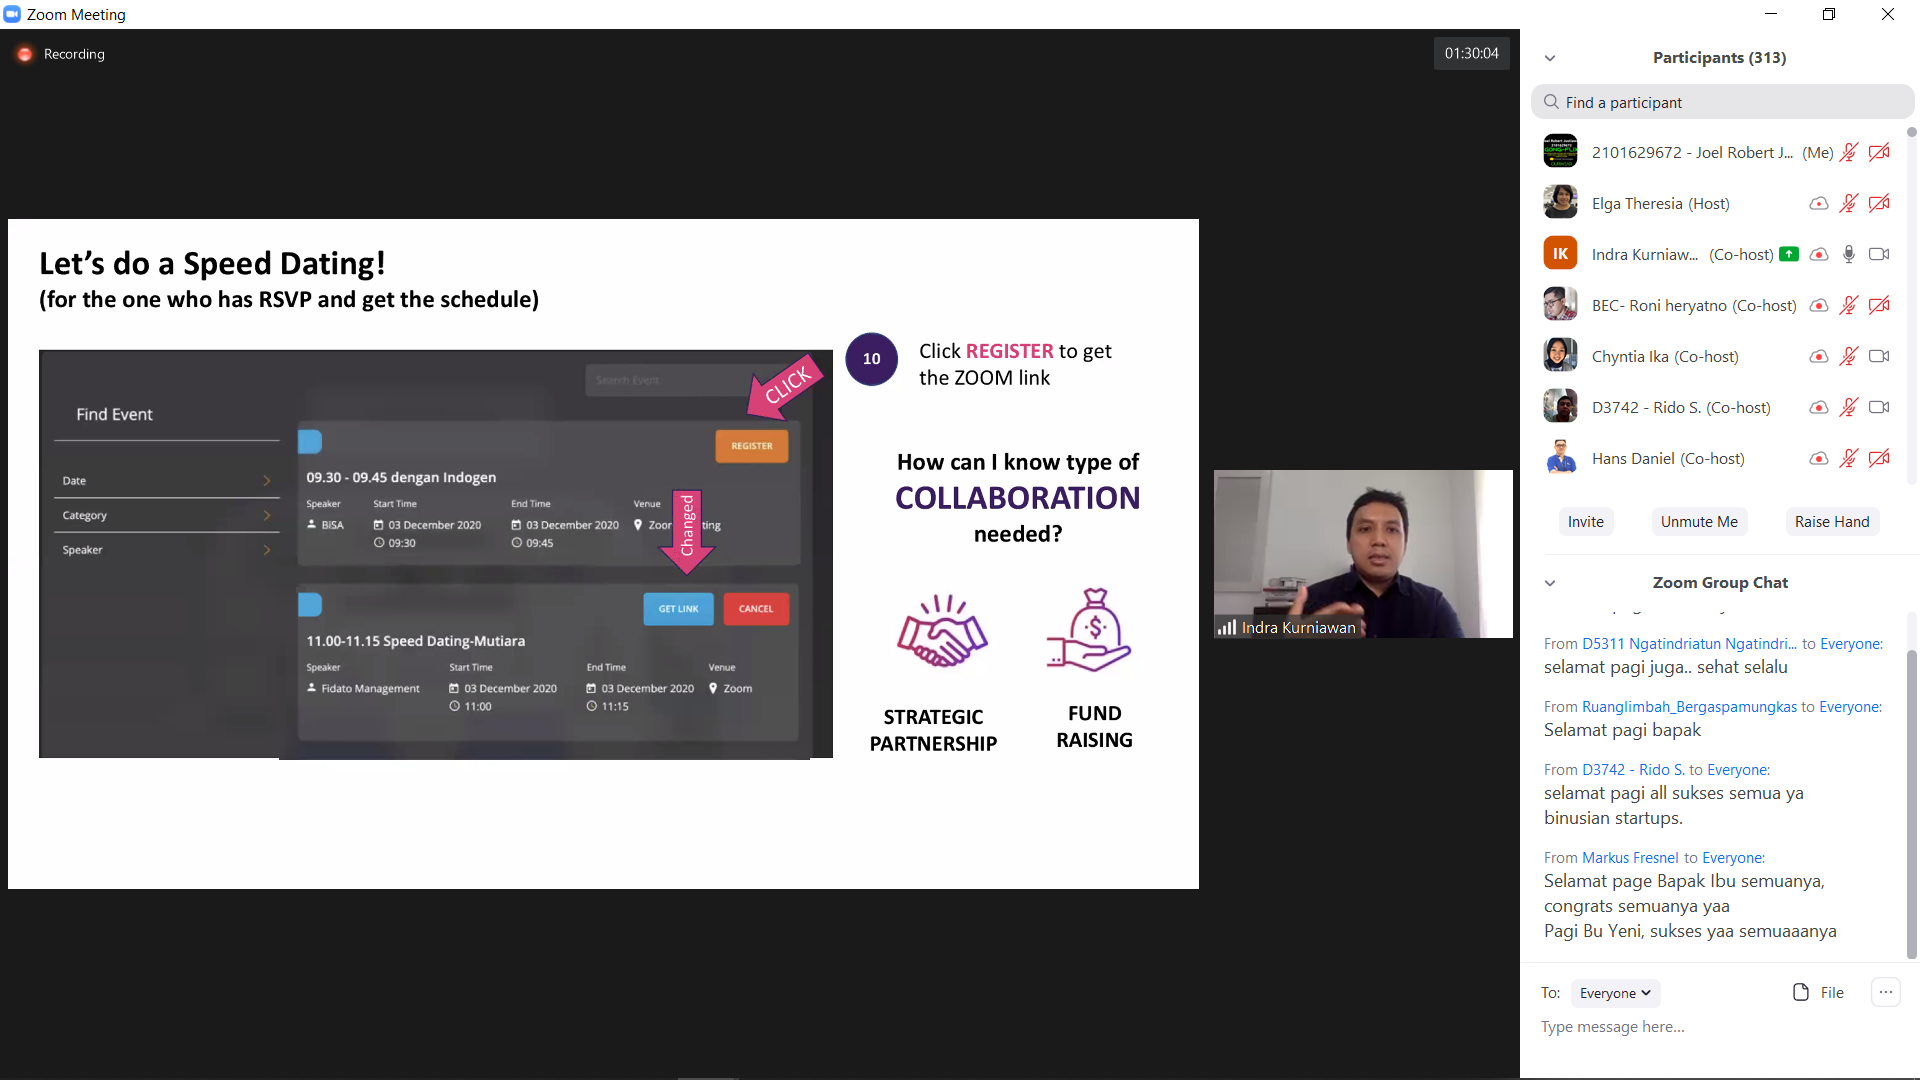 Zoom Meeting
Recording
01:30:04
Let's do a Speed Dating!
(for the one who has RSVP and get the schedule)
Find Event
Date
Category
Speaker
Search Event
CLICK
REGISTER
09.30 - 09.45 dengan Indogen
Speaker
Start Time
End Time
Venue
BiSA
03 December 2020
03 December 2020
09:30
09:45
Changed
GET LINK
CANCEL
11.00-11.15 Speed Dating-Mutiara
Speaker
Start Time
End Time
Venue
Fidato Management
03 December 2020
03 December 2020
Zoom
11:00
11:15
10
Click REGISTER to get
the ZOOM link
How can I know type of
COLLABORATION
needed?
$
STRATEGIC
PARTNERSHIP
FUND
RAISING
Indra Kurniawan
Participants (313)
Find a participant
2101629672 - Joel Robert J... (Me)
Elga Theresia (Host)
IK
Indra Kurniaw... (Co-host)
BEC- Roni heryatno (Co-host)
Chyntia Ika (Co-host)
D3742 - Rido S. (Co-host)
Hans Daniel (Co-host)
Invite
Unmute Me
Raise Hand
Zoom Group Chat
From D5311 Ngatindriatun Ngatindri... to Everyone:
selamat pagi juga.. sehat selalu
From Ruanglimbah_Bergaspamungkas to Everyone:
Selamat pagi bapak
From D3742 - Rido S. to Everyone:
selamat pagi all sukses semua ya
binusian startups.
From Markus Fresnel to Everyone:
Selamat page Bapak Ibu semuanya,
congrats semuanya yaa
Pagi Bu Yeni, sukses yaa semuaaanya
To:
Everyone
File
Type message here...